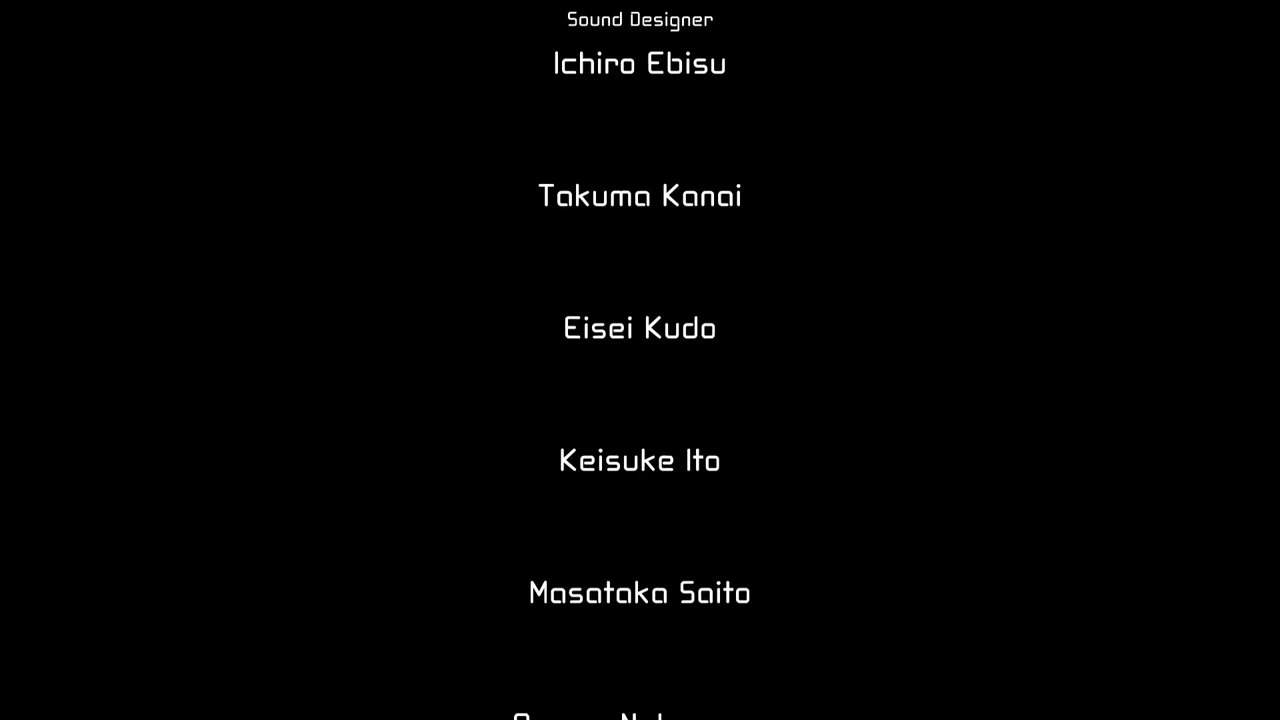 Sound Designer
Ichiro Ebisu
Takuma Kanai
Eisei Kudo
Keisuke Ito
Masataka Saito